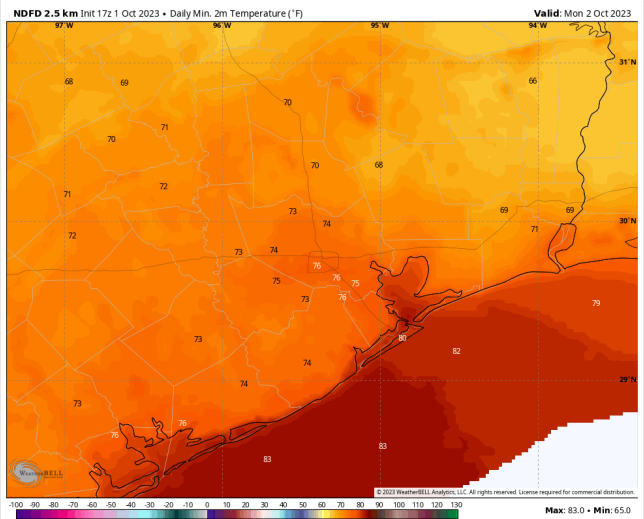 NDFD 2.5 km Init 17z 1 Oct 2023 • Daily Min. 2m Temperature (°F) Valid: Mon 2 Oct 2023
97°W 96°W 95°W 94°W
31°N
68 69 66
70
71
70
70 68
72
71
73 69 69
74 71
72
73 74
76
76
75 75
76
73 79
80
73 82
74
29°N
74
73
76
76
83
83
30°N
WeatherBELL
© 2023 WeatherBELL Analytics, LLC. All rights reserved. License required for commercial distribution.
-100 -90 -80 -70 -60 -50 -40 -30 -20 -10 0 10 20 30 40 50 60 70 80 90 100 110 120 130
Max: 83.0 • Min: 65.0